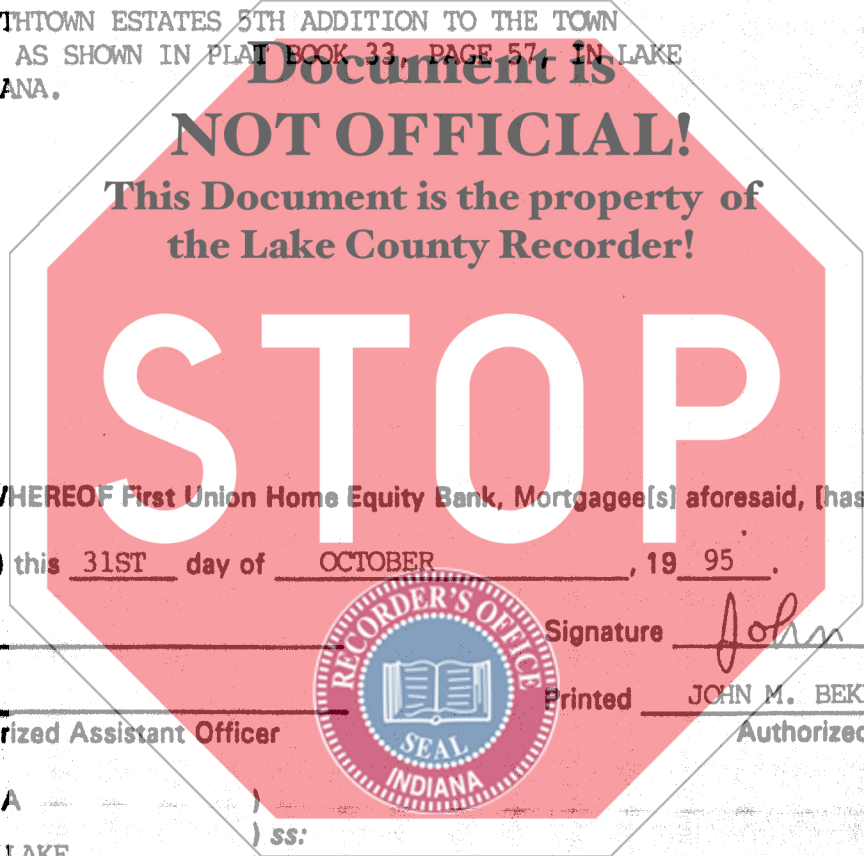 THTOWN ESTATES 5TH ADDITION TO THE TOWN
AS SHOWN IN PLAT BOOK 33, PAGE 57, IN LAKE
ANA.
Document is
NOT OFFICIAL!
This Document is the property of
the Lake County Recorder!
STOP
WHEREOF First Union Home Equity Bank, Mortgagee[s] aforesaid, [has
) this 31ST day of OCTOBER, 19 95.
RECORDER'S OFFICE
SEAL
INDIANA
Signature John
Printed JOHN M. BEK
rized Assistant Officer Authorized
A )
) ss:
LAKE